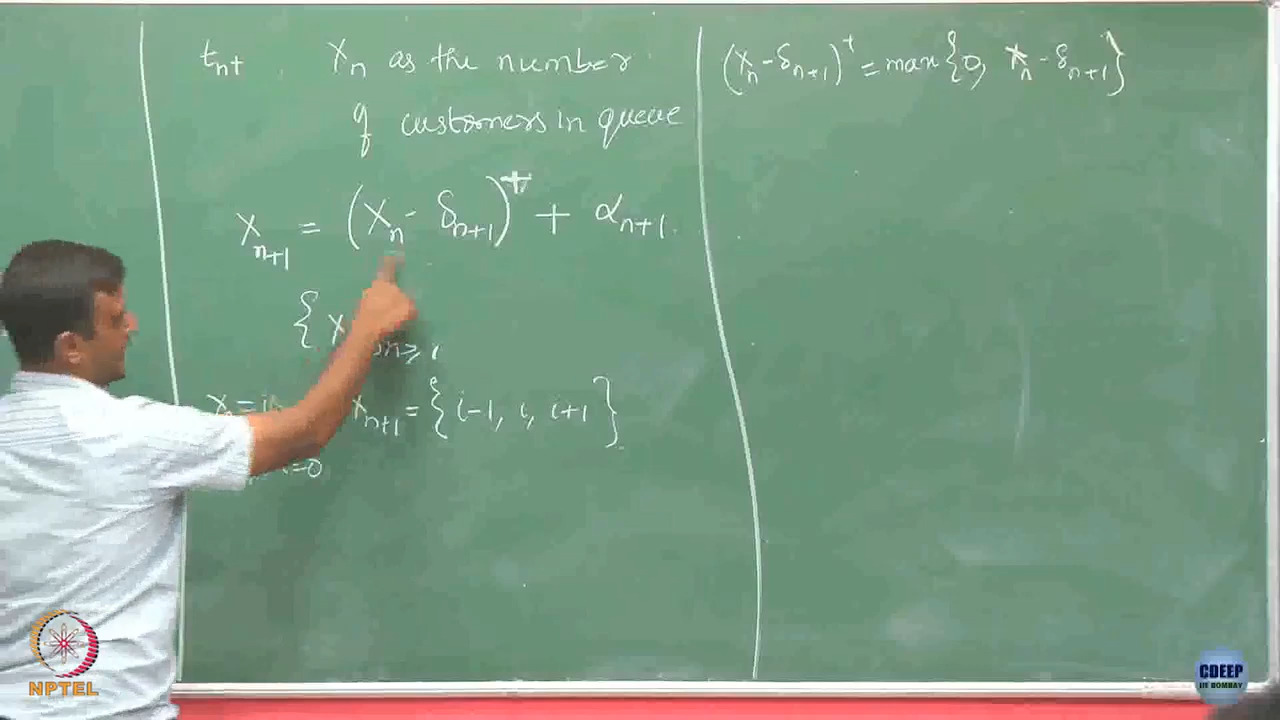 t_{n+} X_n as the number
of customers in queue
X_{n+1} = (X_n - δ_{n+1})^+ + α_{n+1}.
{ X n ≥ 1
X_{n+1} = { i-1, i, i+1 }
i=0
(X_n - δ_{n+1})^+ = max{0, X_n - δ_{n+1}}
NPTEL
CDEEP
IIT BOMBAY